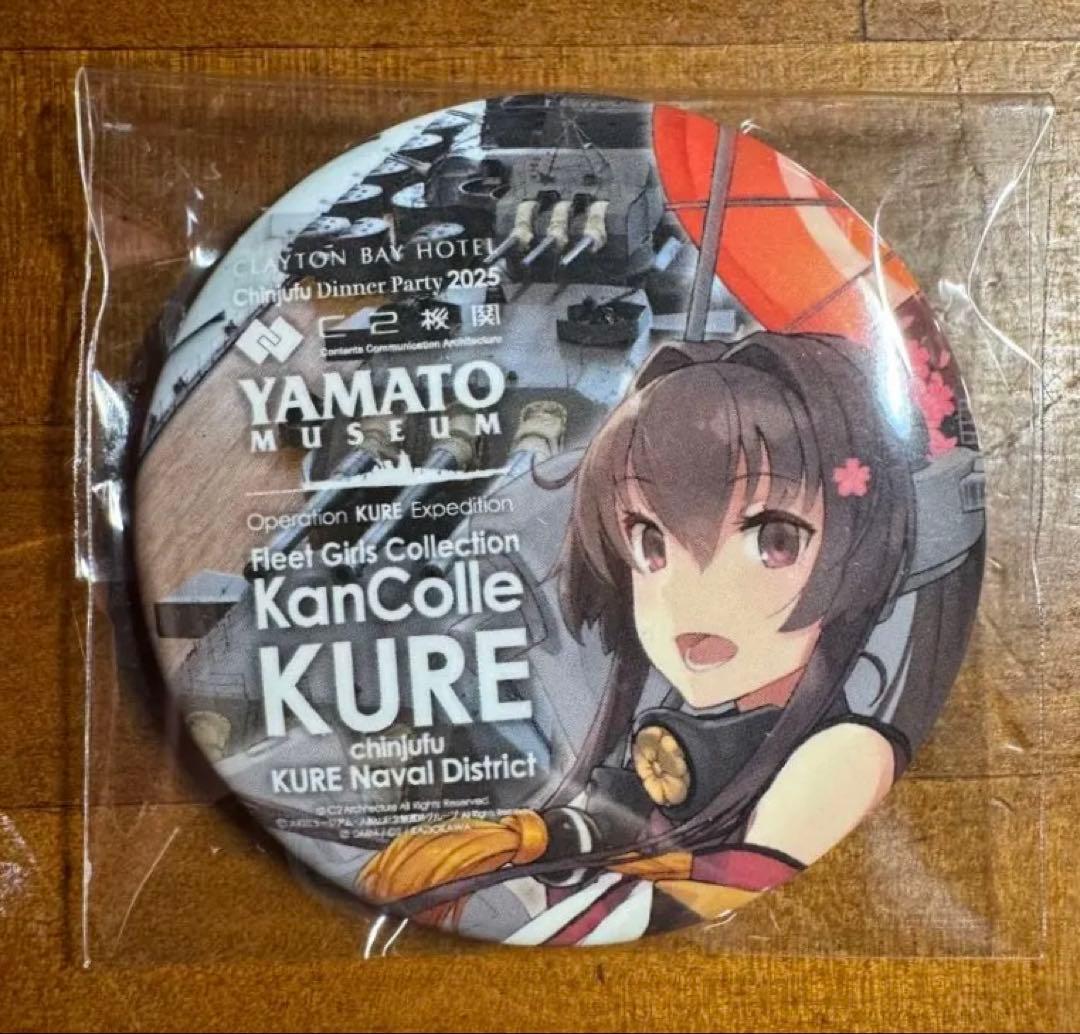 CLAYTON BAY HOTEL
Chinjufu Dinner Party 2025
C2機関
Contents Communication Architecture
YAMATO
MUSEUM
Operation KURE Expedition
Fleet Girls Collection
KanColle
KURE
chinjufu
KURE Naval District
© C2 Architecture All Rights Reserved.